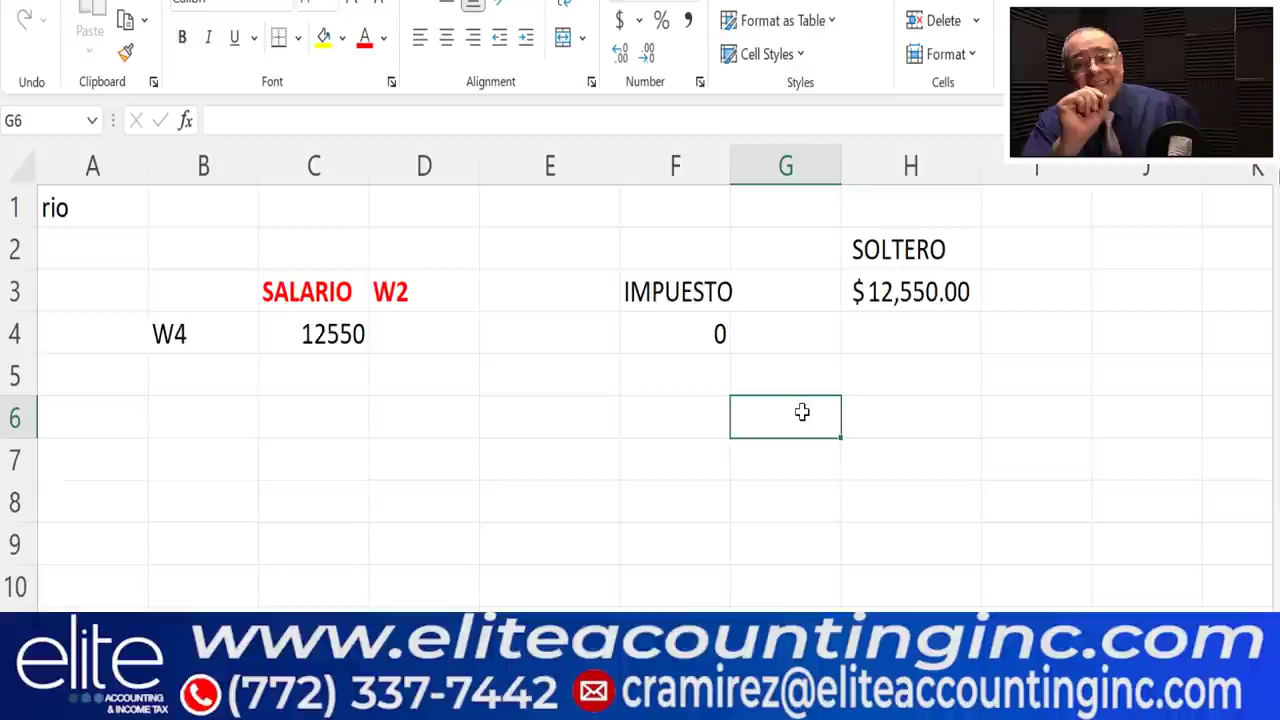 Calibri
Paste
Format as Table
Delete
B I U A
$ % 9
Cell Styles
Format
Undo
Clipboard
Font
Alignment
Number
Styles
Cells
G6
fx
A B C D E F G H I J K
1 rio
2 SOLTERO
3 SALARIO W2 IMPUESTO $12,550.00
4 W4 12550 0
5
6
7
8
9
10
elite
ACCOUNTING
& INCOME TAX
www.eliteacountinginc.com
(772) 337-7442 cramirez@eliteaccountinginc.com